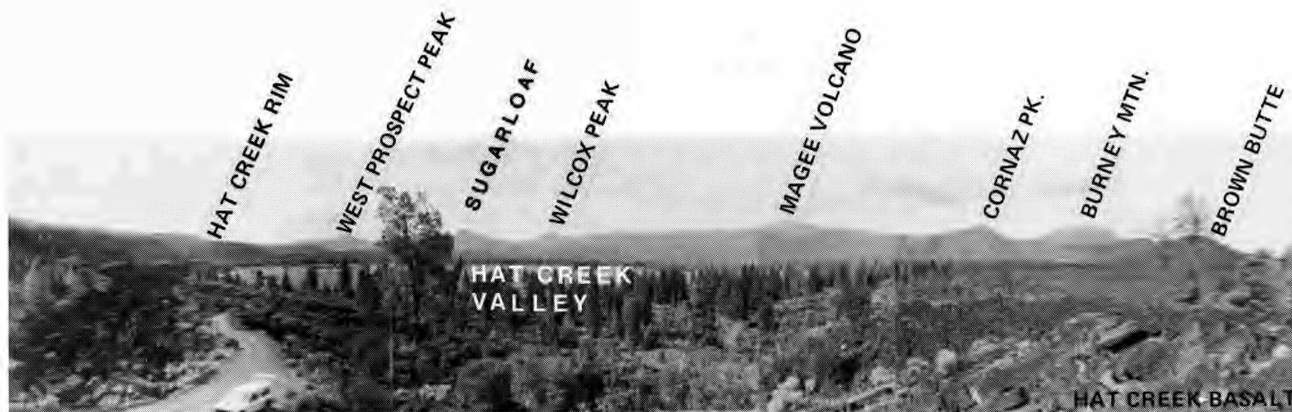 HAT CREEK RIM
WEST PROSPECT PEAK
SUGARLOAF
WILCOX PEAK
MAGEE VOLCANO
CORNAZ PK.
BURNEY MTN.
BROWN BUTTE
HAT CREEK
VALLEY
HAT CREEK BASALT